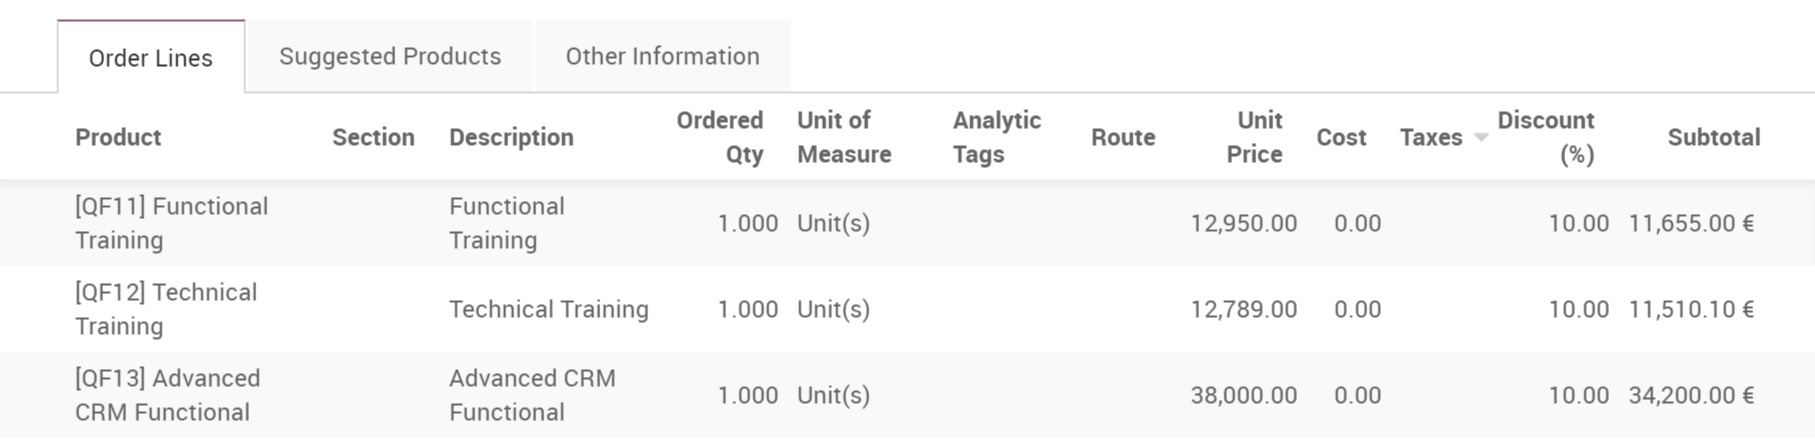 Order Lines Suggested Products Other Information
Product Section Description Ordered Qty Unit of Measure Analytic Tags Route Unit Price Cost Taxes Discount (%) Subtotal
[QF11] Functional Training Functional Training 1.000 Unit(s) 12,950.00 0.00 10.00 11,655.00 €
[QF12] Technical Training Technical Training 1.000 Unit(s) 12,789.00 0.00 10.00 11,510.10 €
[QF13] Advanced CRM Functional Advanced CRM Functional 1.000 Unit(s) 38,000.00 0.00 10.00 34,200.00 €